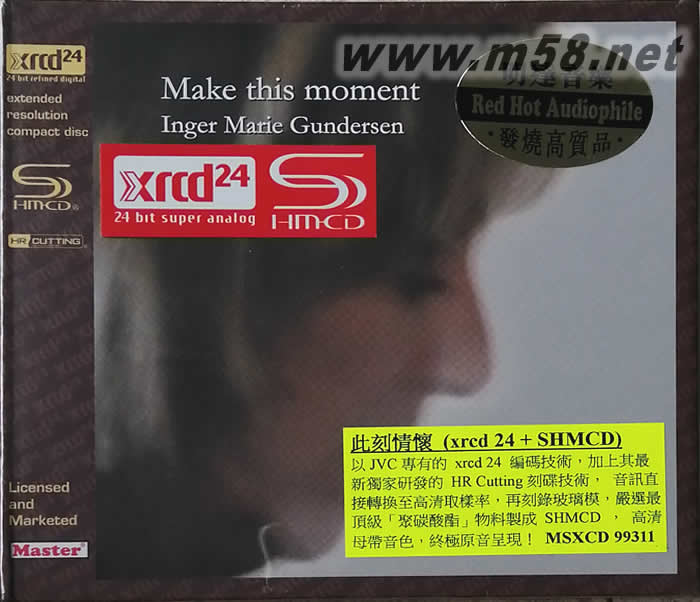 www.m58.net
xrcd24
24 bit refined digital
extended
resolution
compact disc
SHM-CD®
HR CUTTING®
Make this moment
Inger Marie Gundersen
Red Hot Audiophile
·發燒高質品·
xrcd24
24 bit super analog
SHM-CD
此刻情懷 (xrcd 24 + SHMCD)
以 JVC 專有的 xrcd 24 編碼技術，加上其最
新獨家研發的 HR Cutting 刻碟技術， 音訊直
接轉換至高清取樣率，再刻錄玻璃模，嚴選最
頂級「聚碳酸酯」物料製成 SHMCD ， 高清
母帶音色，終極原音呈現！ MSXCD 99311
Licensed
and
Marketed
Master